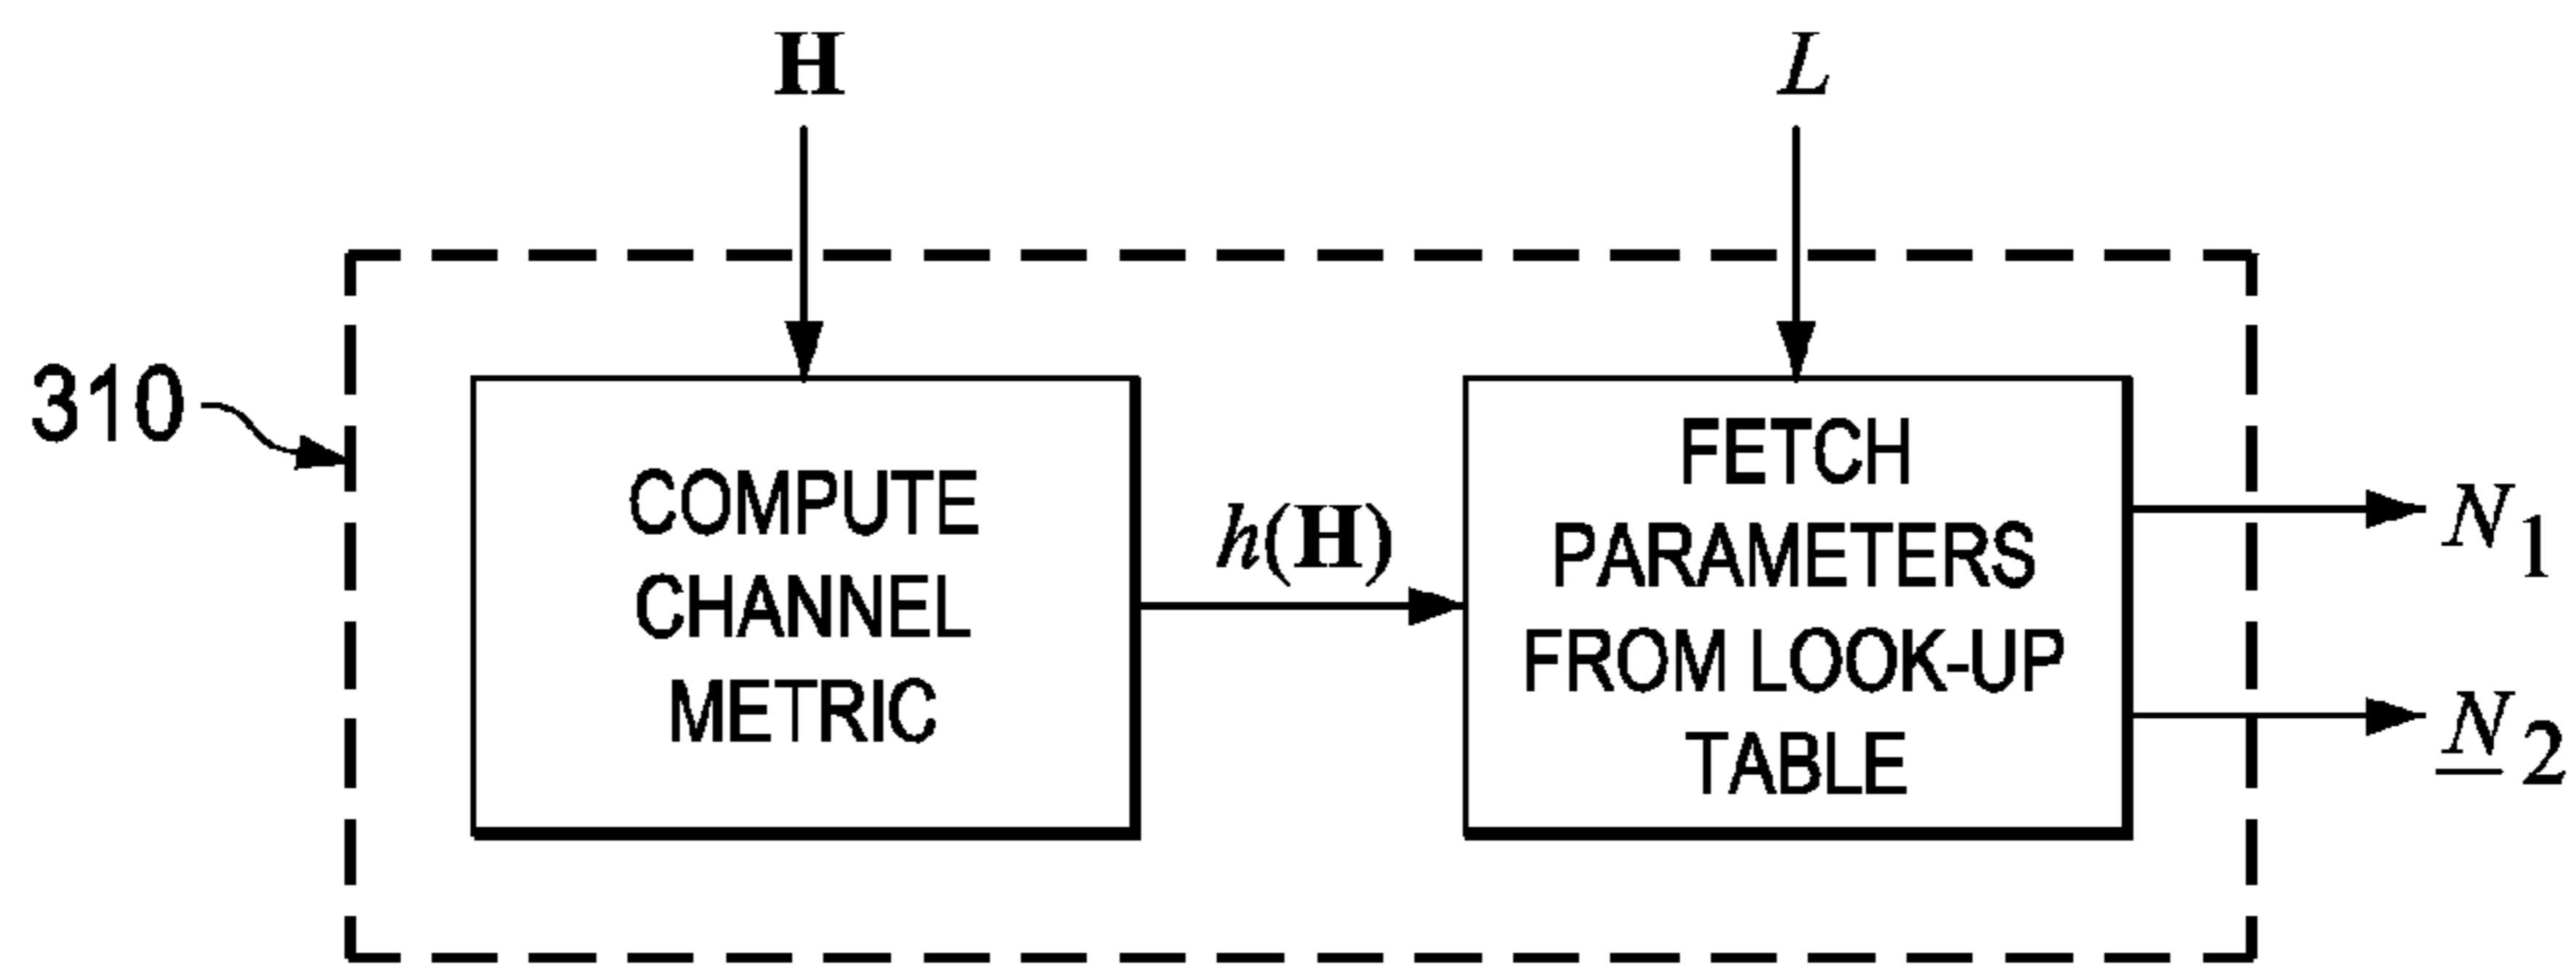 H
L
310
COMPUTE
CHANNEL
METRIC
h(H)
FETCH
PARAMETERS
FROM LOOK-UP
TABLE
N1
N2